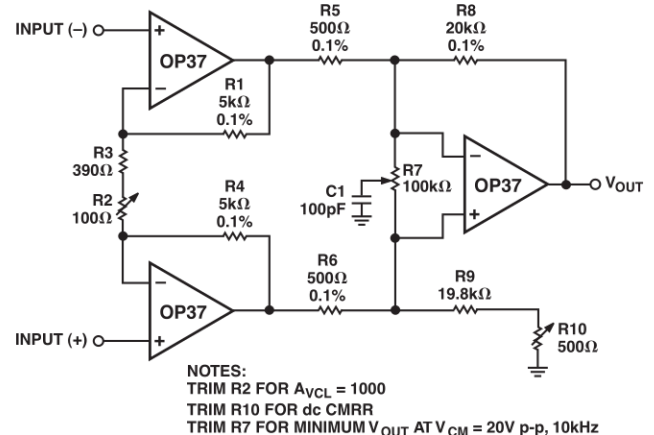 INPUT (–)
+
–
OP37
R1
5kΩ
0.1%
R3
390Ω
R2
100Ω
R4
5kΩ
0.1%
–
+
OP37
INPUT (+)
R5
500Ω
0.1%
R8
20kΩ
0.1%
R7
100kΩ
C1
100pF
–
+
OP37
VOUT
R6
500Ω
0.1%
R9
19.8kΩ
R10
500Ω
NOTES:
TRIM R2 FOR AVCL = 1000
TRIM R10 FOR dc CMRR
TRIM R7 FOR MINIMUM VOUT AT VCM = 20V p-p, 10kHz